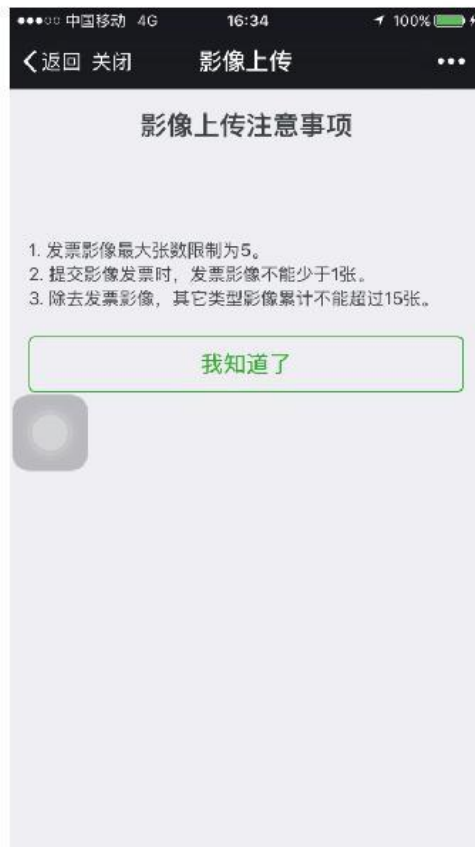 中国移动 4G 16:34 100%
返回 关闭 影像上传
影像上传注意事项
1. 发票影像最大张数限制为5。
2. 提交影像发票时，发票影像不能少于1张。
3. 除去发票影像，其它类型影像累计不能超过15张。
我知道了